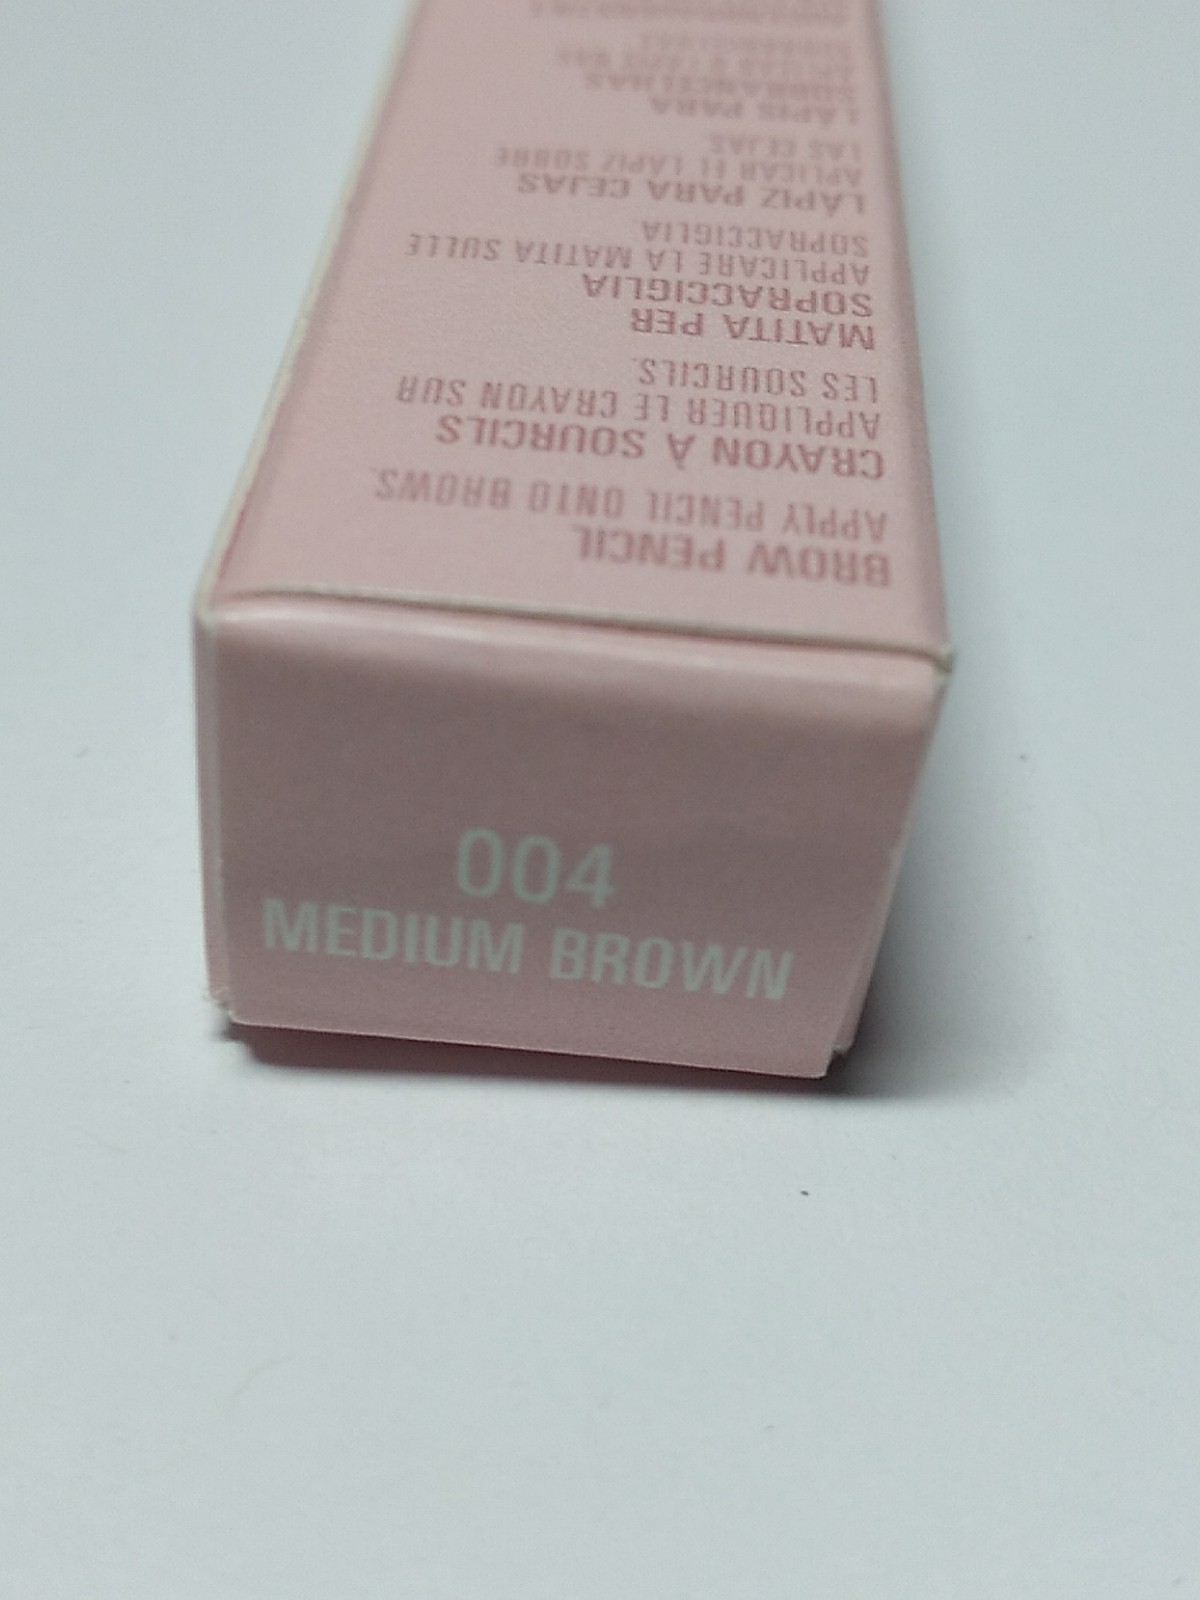 004
MEDIUM BROWN
BROW PENCIL
APPLY PENCIL ONTO BROWS.
CRAYON À SOURCILS
APPLIQUER LE CRAYON SUR
LES SOURCILS.
MATITA PER
SOPRACCIGLIA
APPLICARE LA MATITA SULLE
SOPRACCIGLIA.
LÁPIZ PARA CEJAS
APLICAR EL LÁPIZ SOBRE
LAS CEJAS.
LÁPIS PARA
SOBRANCELHAS